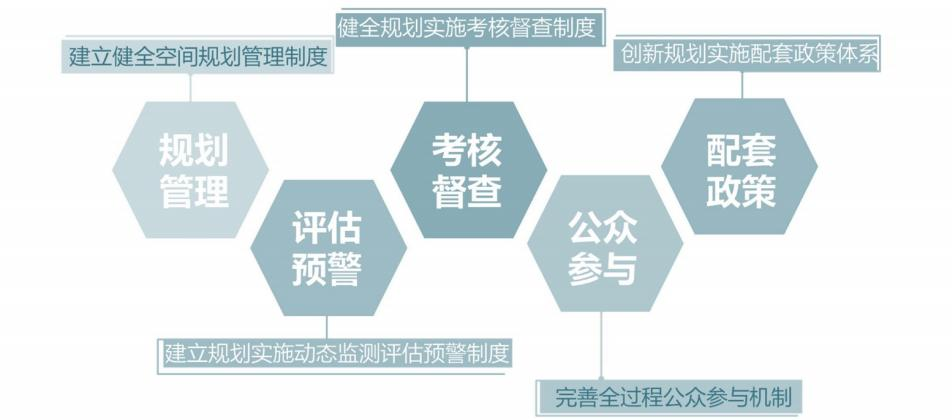 健全规划实施考核督查制度
建立健全空间规划管理制度
创新规划实施配套政策体系
规划
管理
评估
预警
考核
督查
公众
参与
配套
政策
建立规划实施动态监测评估预警制度
完善全过程公众参与机制